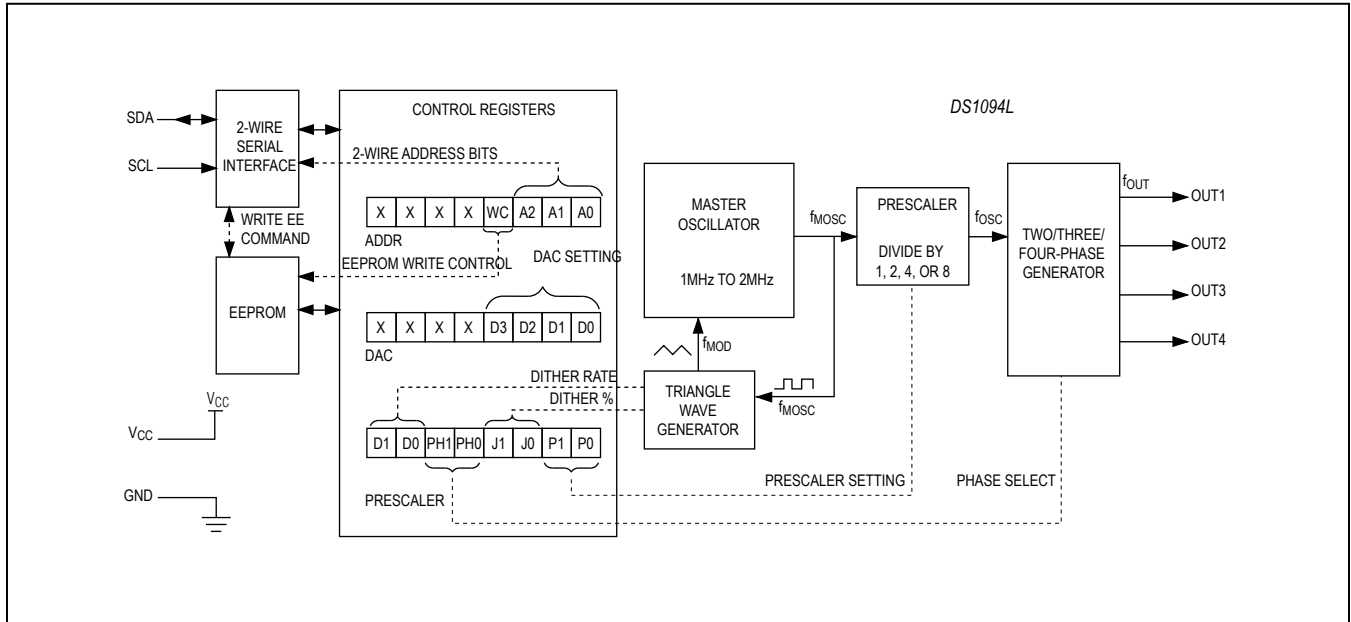 CONTROL REGISTERS
DS1094L
SDA
SCL
2-WIRE
SERIAL
INTERFACE
2-WIRE ADDRESS BITS
X X X X WC A2 A1 A0
ADDR
WRITE EE
COMMAND
EEPROM WRITE CONTROL
DAC SETTING
EEPROM
X X X X D3 D2 D1 D0
DAC
DITHER RATE
DITHER %
D1 D0 PH1 PH0 J1 J0 P1 P0
PRESCALER
VCC
VCC
GND
MASTER
OSCILLATOR
1MHz TO 2MHz
fMOSC
PRESCALER
DIVIDE BY
1, 2, 4, OR 8
fOSC
TWO/THREE/
FOUR-PHASE
GENERATOR
fOUT
OUT1
OUT2
OUT3
OUT4
fMOD
TRIANGLE
WAVE
GENERATOR
fMOSC
PRESCALER SETTING
PHASE SELECT